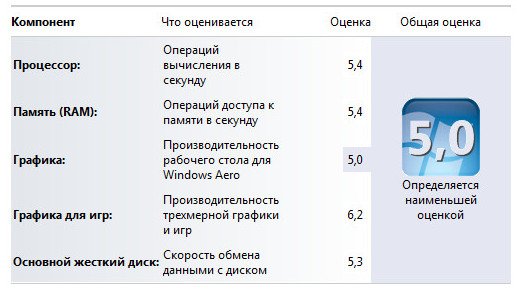 Компонент Что оценивается Оценка Общая оценка
Процессор: Операций
вычисления в
секунду 5,4
Память (RAM): Операций доступа к
памяти в секунду 5,4
Графика: Производительность
рабочего стола для
Windows Aero 5,0
Графика для игр: Производительность
трехмерной графики
и игр 6,2
Основной жесткий диск: Скорость обмена
данными с диском 5,3
5,0
Определяется
наименьшей
оценкой